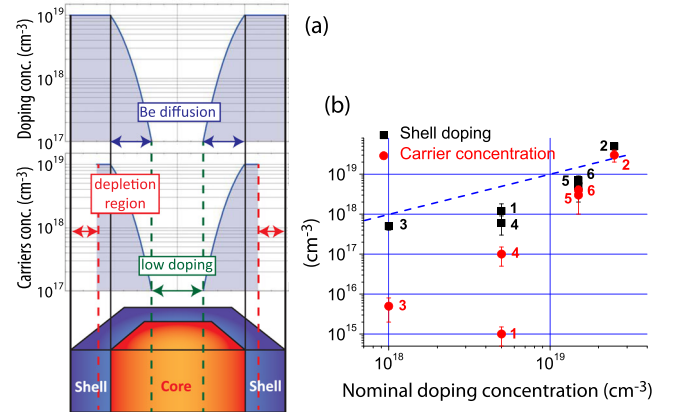 (a)
Doping conc. (cm⁻³)
10¹⁹
10¹⁸
10¹⁷
Be diffusion
Carriers conc. (cm⁻³)
10¹⁹
10¹⁸
10¹⁷
depletion
region
low doping
Shell
Core
Shell
(b)
Shell doping
Carrier concentration
(cm⁻³)
10¹⁹
10¹⁸
10¹⁷
10¹⁶
10¹⁵
2
2
6
5
6
5
1
4
3
4
3
1
10¹⁸
10¹⁹
Nominal doping concentration (cm⁻³)